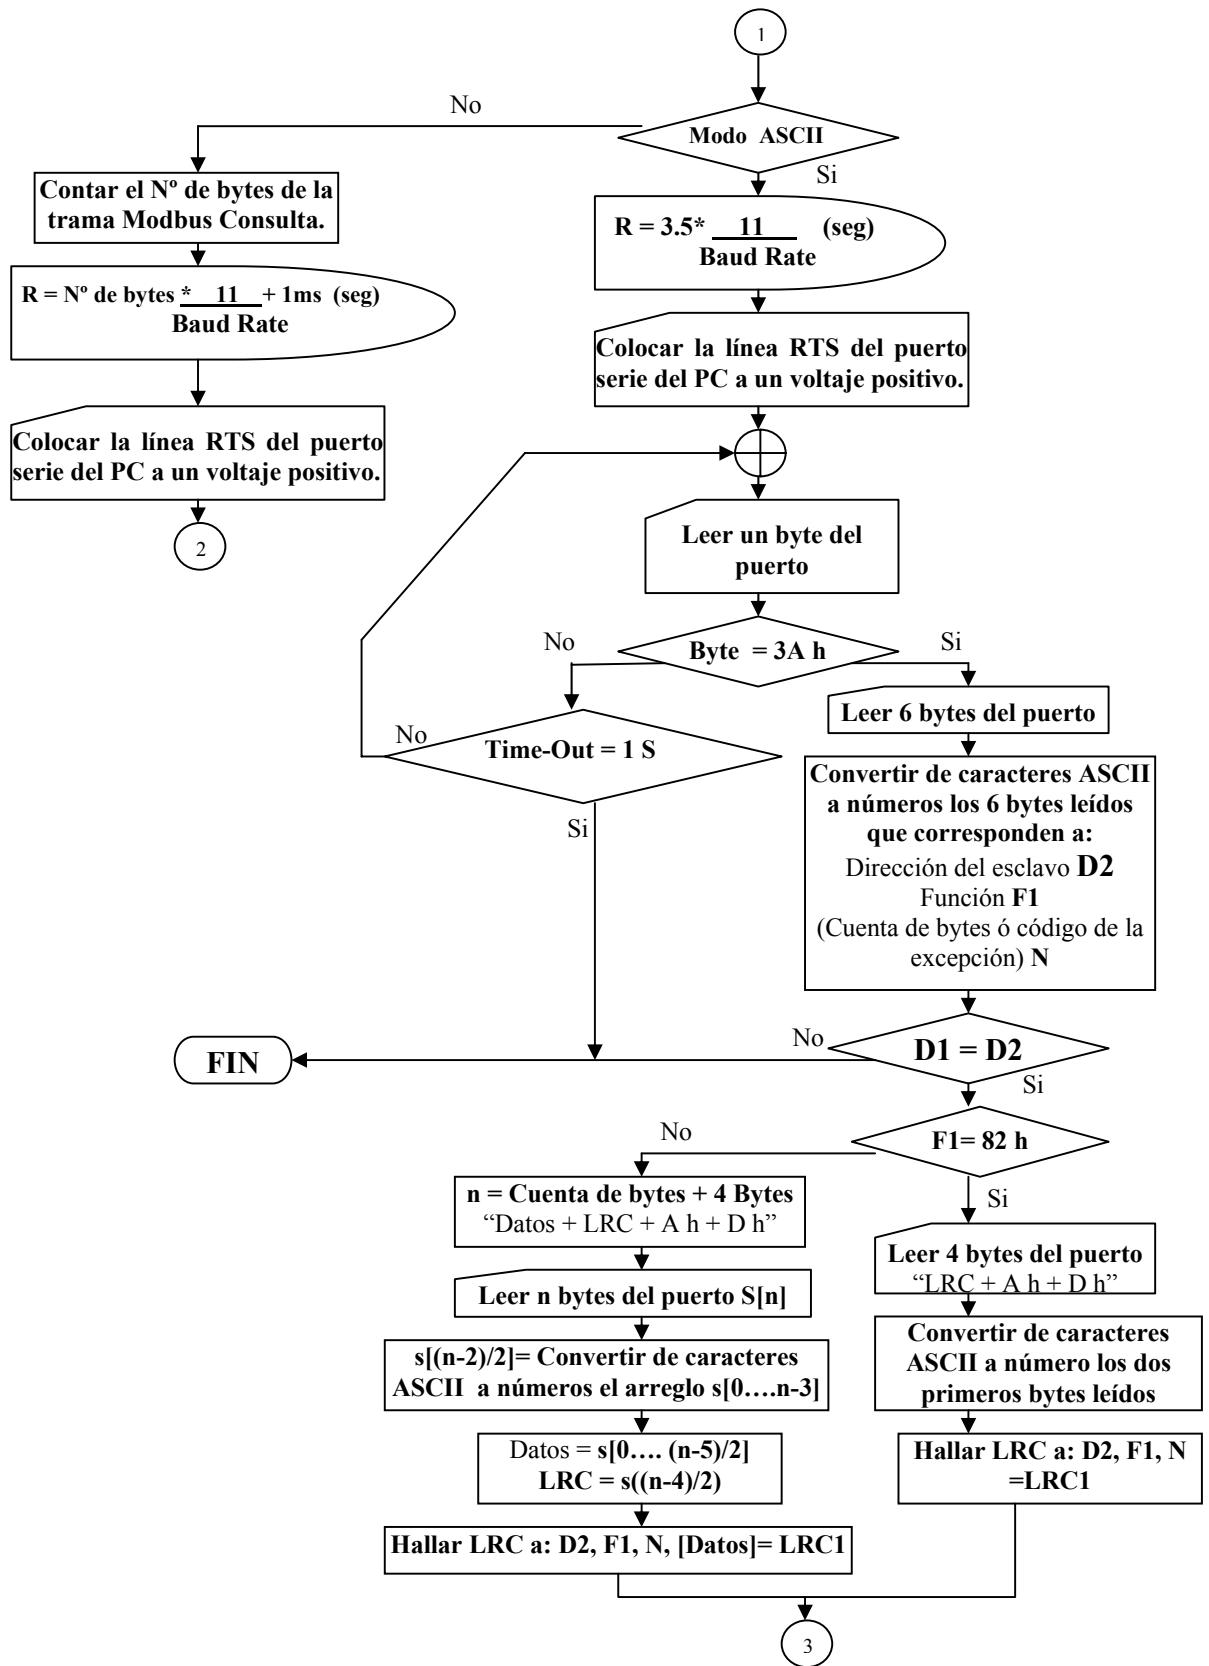 1
No
Modo ASCII
Si
Contar el Nº de bytes de la
trama Modbus Consulta.
R = 3.5* 11 (seg)
Baud Rate
R = Nº de bytes * 11 + 1ms (seg)
Baud Rate
Colocar la línea RTS del puerto
serie del PC a un voltaje positivo.
Colocar la línea RTS del puerto
serie del PC a un voltaje positivo.
2
Leer un byte del
puerto
No
Byte = 3A h
Si
Leer 6 bytes del puerto
No
Time-Out = 1 S
Si
Convertir de caracteres ASCII
a números los 6 bytes leídos
que corresponden a:
Dirección del esclavo D2
Función F1
(Cuenta de bytes ó código de la
excepción) N
No
D1 = D2
Si
FIN
No
F1= 82 h
Si
n = Cuenta de bytes + 4 Bytes
“Datos + LRC + A h + D h”
Leer 4 bytes del puerto
“LRC + A h + D h”
Leer n bytes del puerto S[n]
Convertir de caracteres
ASCII a número los dos
primeros bytes leídos
s[(n-2)/2]= Convertir de caracteres
ASCII a números el arreglo s[0….n-3]
Datos = s[0…. (n-5)/2]
LRC = s((n-4)/2)
Hallar LRC a: D2, F1, N
=LRC1
Hallar LRC a: D2, F1, N, [Datos]= LRC1
3